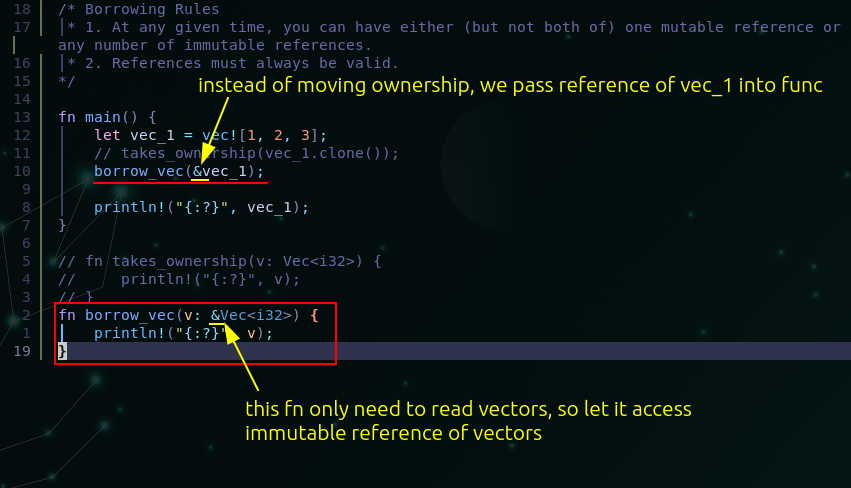 18 /* Borrowing Rules
17 |* 1. At any given time, you can have either (but not both of) one mutable reference or
any number of immutable references.
16 |* 2. References must always be valid.
15 */
instead of moving ownership, we pass reference of vec_1 into func
14
13 fn main() {
12 let vec_1 = vec![1, 2, 3];
11 // takes_ownership(vec_1.clone());
10 borrow_vec(&vec_1);
9
8 println!("{:?}", vec_1);
7 }
6
5 // fn takes_ownership(v: Vec<i32>) {
4 //     println!("{:?}", v);
3 // }
2 fn borrow_vec(v: &Vec<i32>) {
1 println!("{:?}", v);
19 }
this fn only need to read vectors, so let it access
immutable reference of vectors